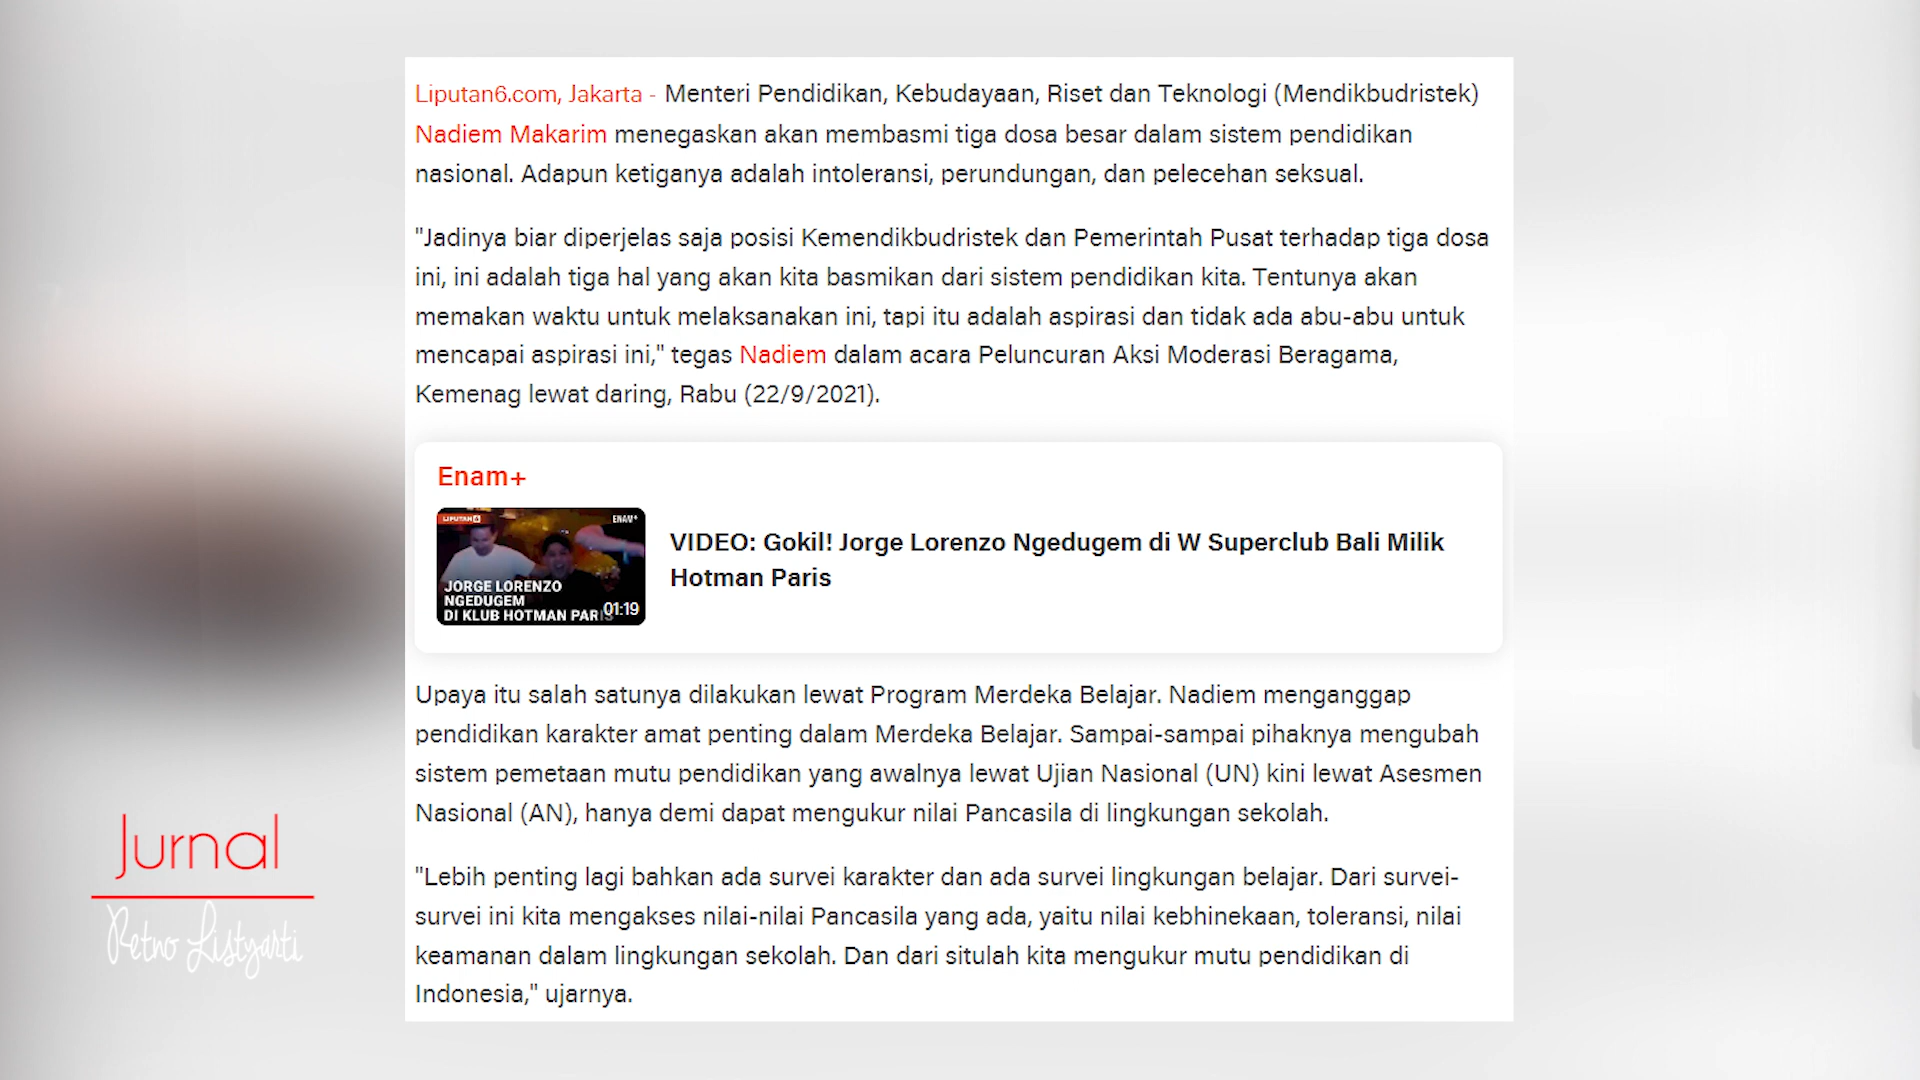 Liputan6.com, Jakarta - Menteri Pendidikan, Kebudayaan, Riset dan Teknologi (Mendikbudristek)
Nadiem Makarim menegaskan akan membasmi tiga dosa besar dalam sistem pendidikan
nasional. Adapun ketiganya adalah intoleransi, perundungan, dan pelecehan seksual.
"Jadinya biar diperjelas saja posisi Kemendikbudristek dan Pemerintah Pusat terhadap tiga dosa
ini, ini adalah tiga hal yang akan kita basmikan dari sistem pendidikan kita. Tentunya akan
memakan waktu untuk melaksanakan ini, tapi itu adalah aspirasi dan tidak ada abu-abu untuk
mencapai aspirasi ini," tegas Nadiem dalam acara Peluncuran Aksi Moderasi Beragama,
Kemenag lewat daring, Rabu (22/9/2021).
Enam+
LIPUTAN6
ENAM+
JORGE LORENZO
NGEDUGEM
DI KLUB HOTMAN PARIS
01:19
VIDEO: Gokil! Jorge Lorenzo Ngedugem di W Superclub Bali Milik
Hotman Paris
Upaya itu salah satunya dilakukan lewat Program Merdeka Belajar. Nadiem menganggap
pendidikan karakter amat penting dalam Merdeka Belajar. Sampai-sampai pihaknya mengubah
sistem pemetaan mutu pendidikan yang awalnya lewat Ujian Nasional (UN) kini lewat Asesmen
Nasional (AN), hanya demi dapat mengukur nilai Pancasila di lingkungan sekolah.
"Lebih penting lagi bahkan ada survei karakter dan ada survei lingkungan belajar. Dari survei-
survei ini kita mengakses nilai-nilai Pancasila yang ada, yaitu nilai kebhinekaan, toleransi, nilai
keamanan dalam lingkungan sekolah. Dan dari situlah kita mengukur mutu pendidikan di
Indonesia," ujarnya.
Jurnal
Retno Listyarti